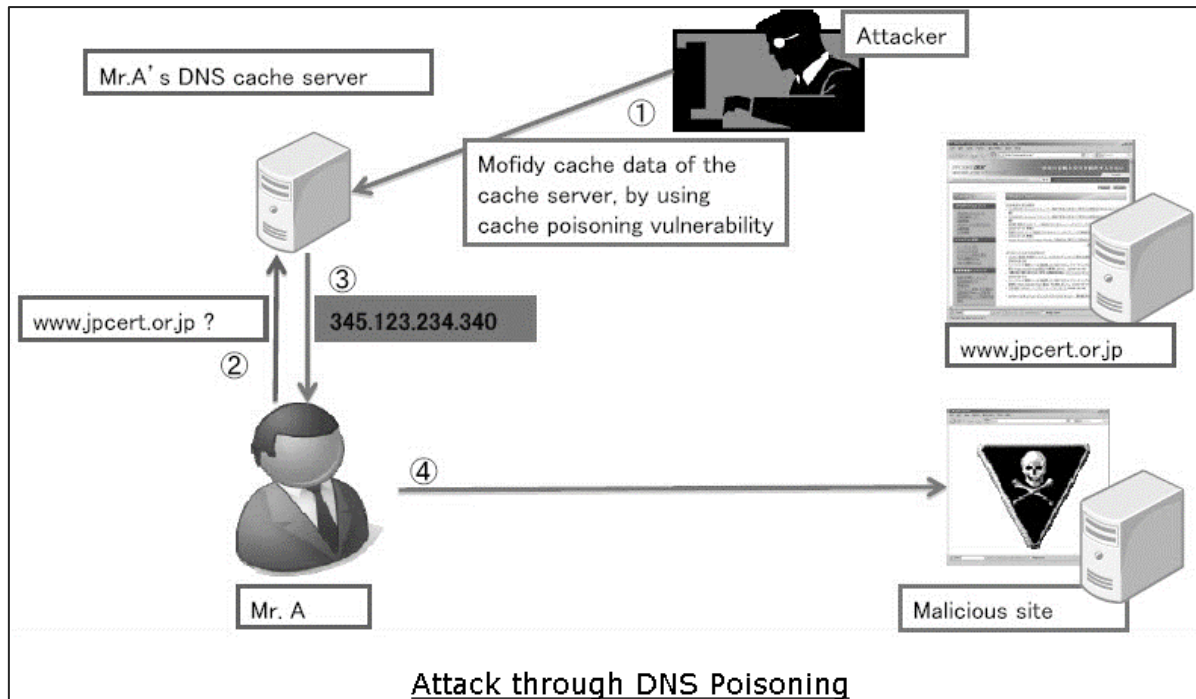 Attacker
Mr.A's DNS cache server
①
Mofidy cache data of the
cache server, by using
cache poisoning vulnerability
www.jpcert.or.jp ?
②
③
345.123.234.340
www.jpcert.or.jp
④
Mr. A
Malicious site
Attack through DNS Poisoning